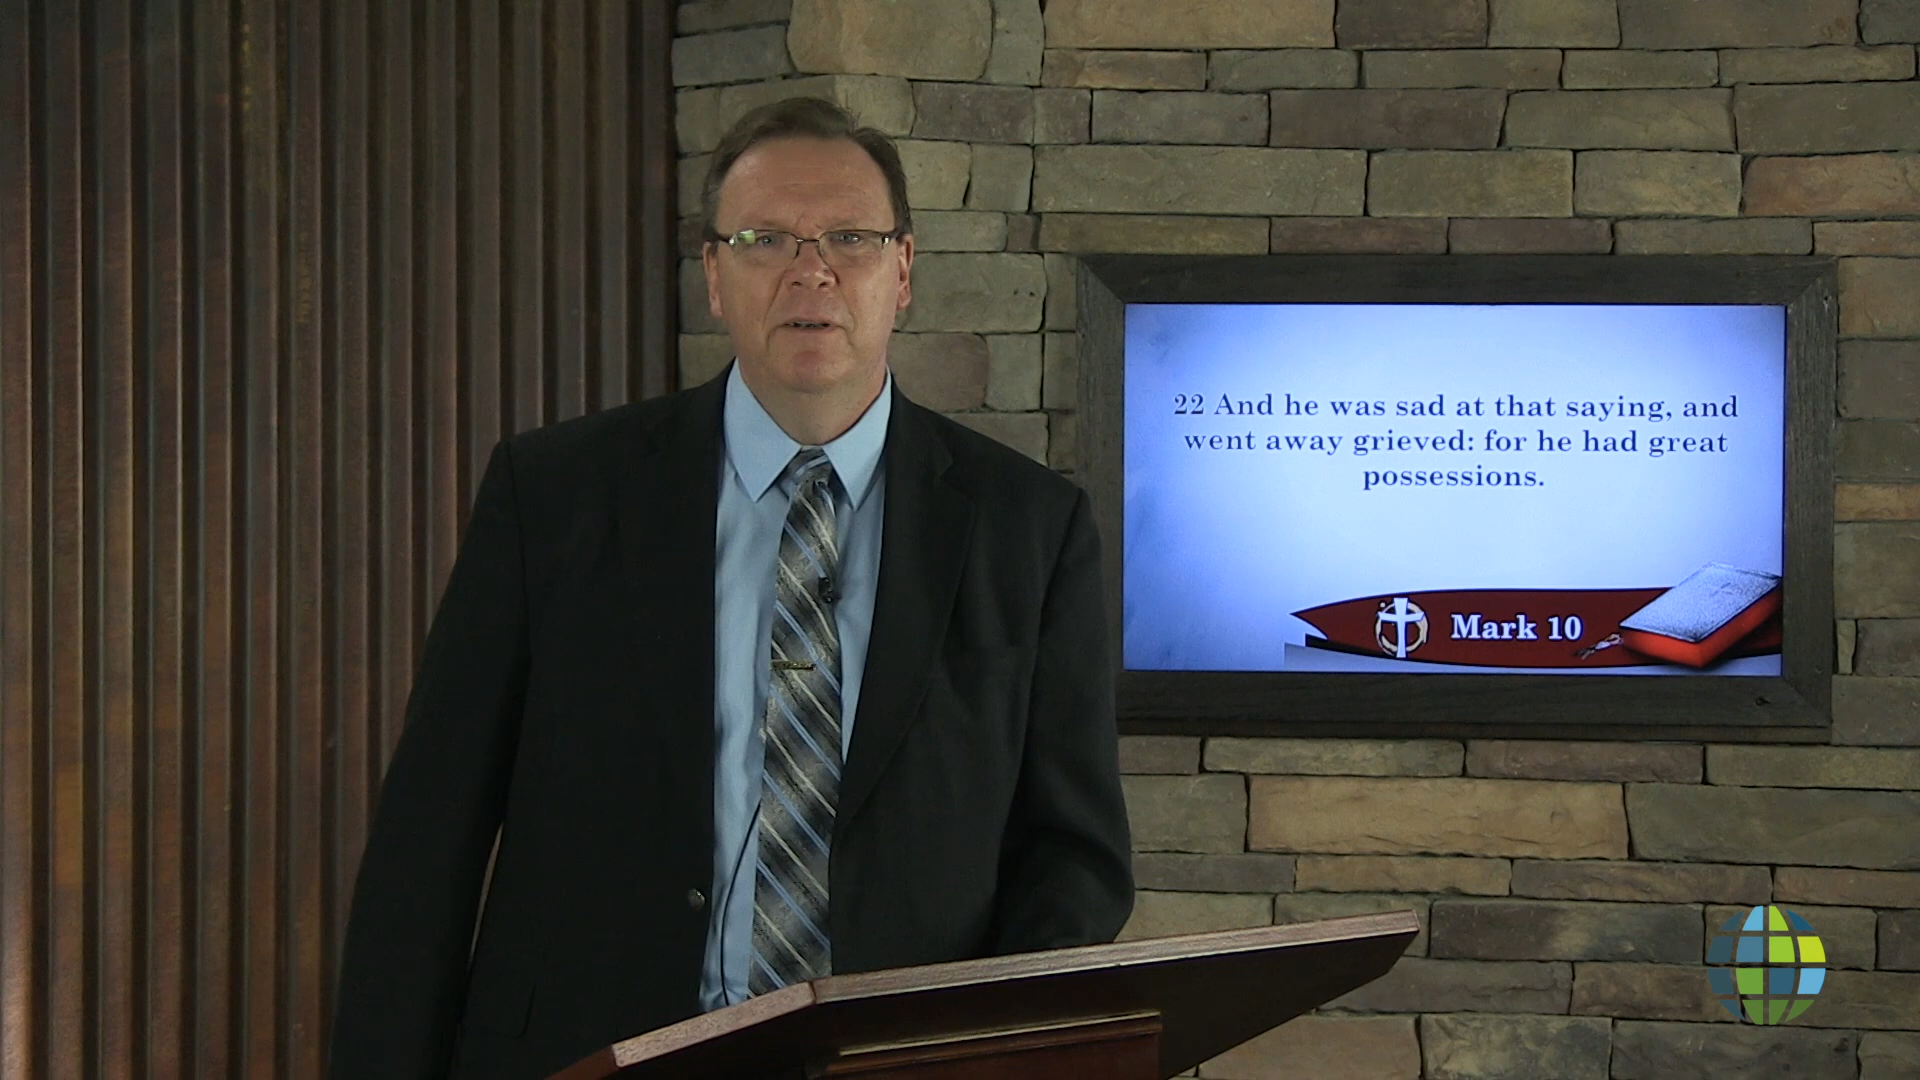 22 And he was sad at that saying, and
went away grieved: for he had great
possessions.
Mark 10